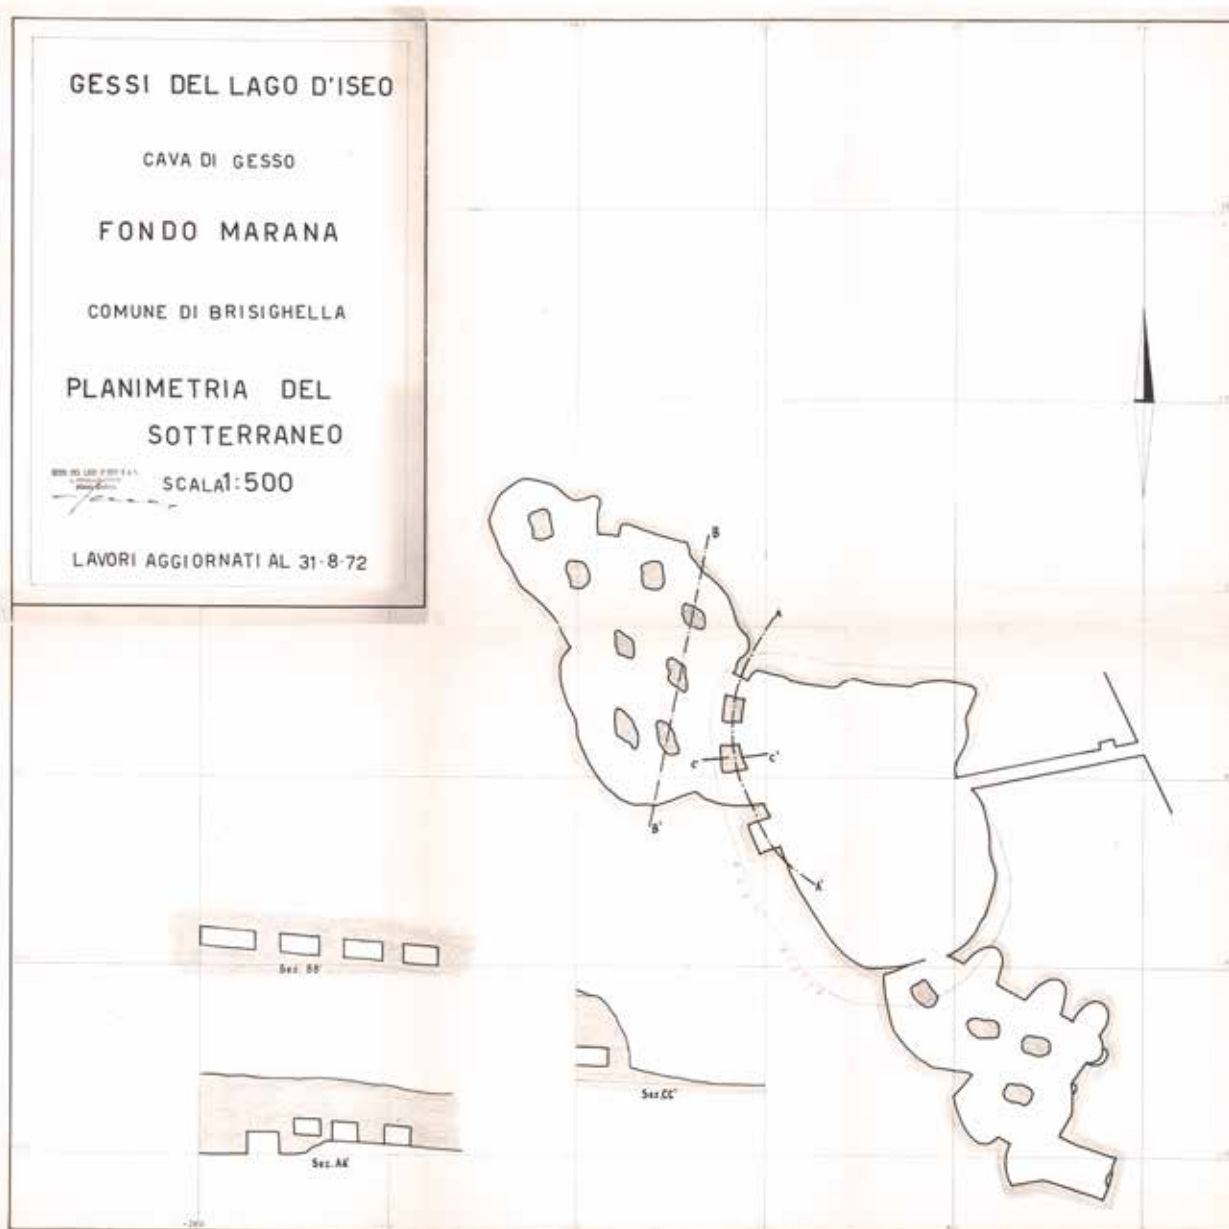 GESSI DEL LAGO D'ISEO
CAVA DI GESSO
FONDO MARANA
COMUNE DI BRISIGHELLA
PLANIMETRIA DEL
SOTTERRANEO
SCALA 1:500
LAVORI AGGIORNATI AL 31-8-72
B
A
C
C'
B'
A'
Sez. BB'
Sez. CC'
Sez. AA'